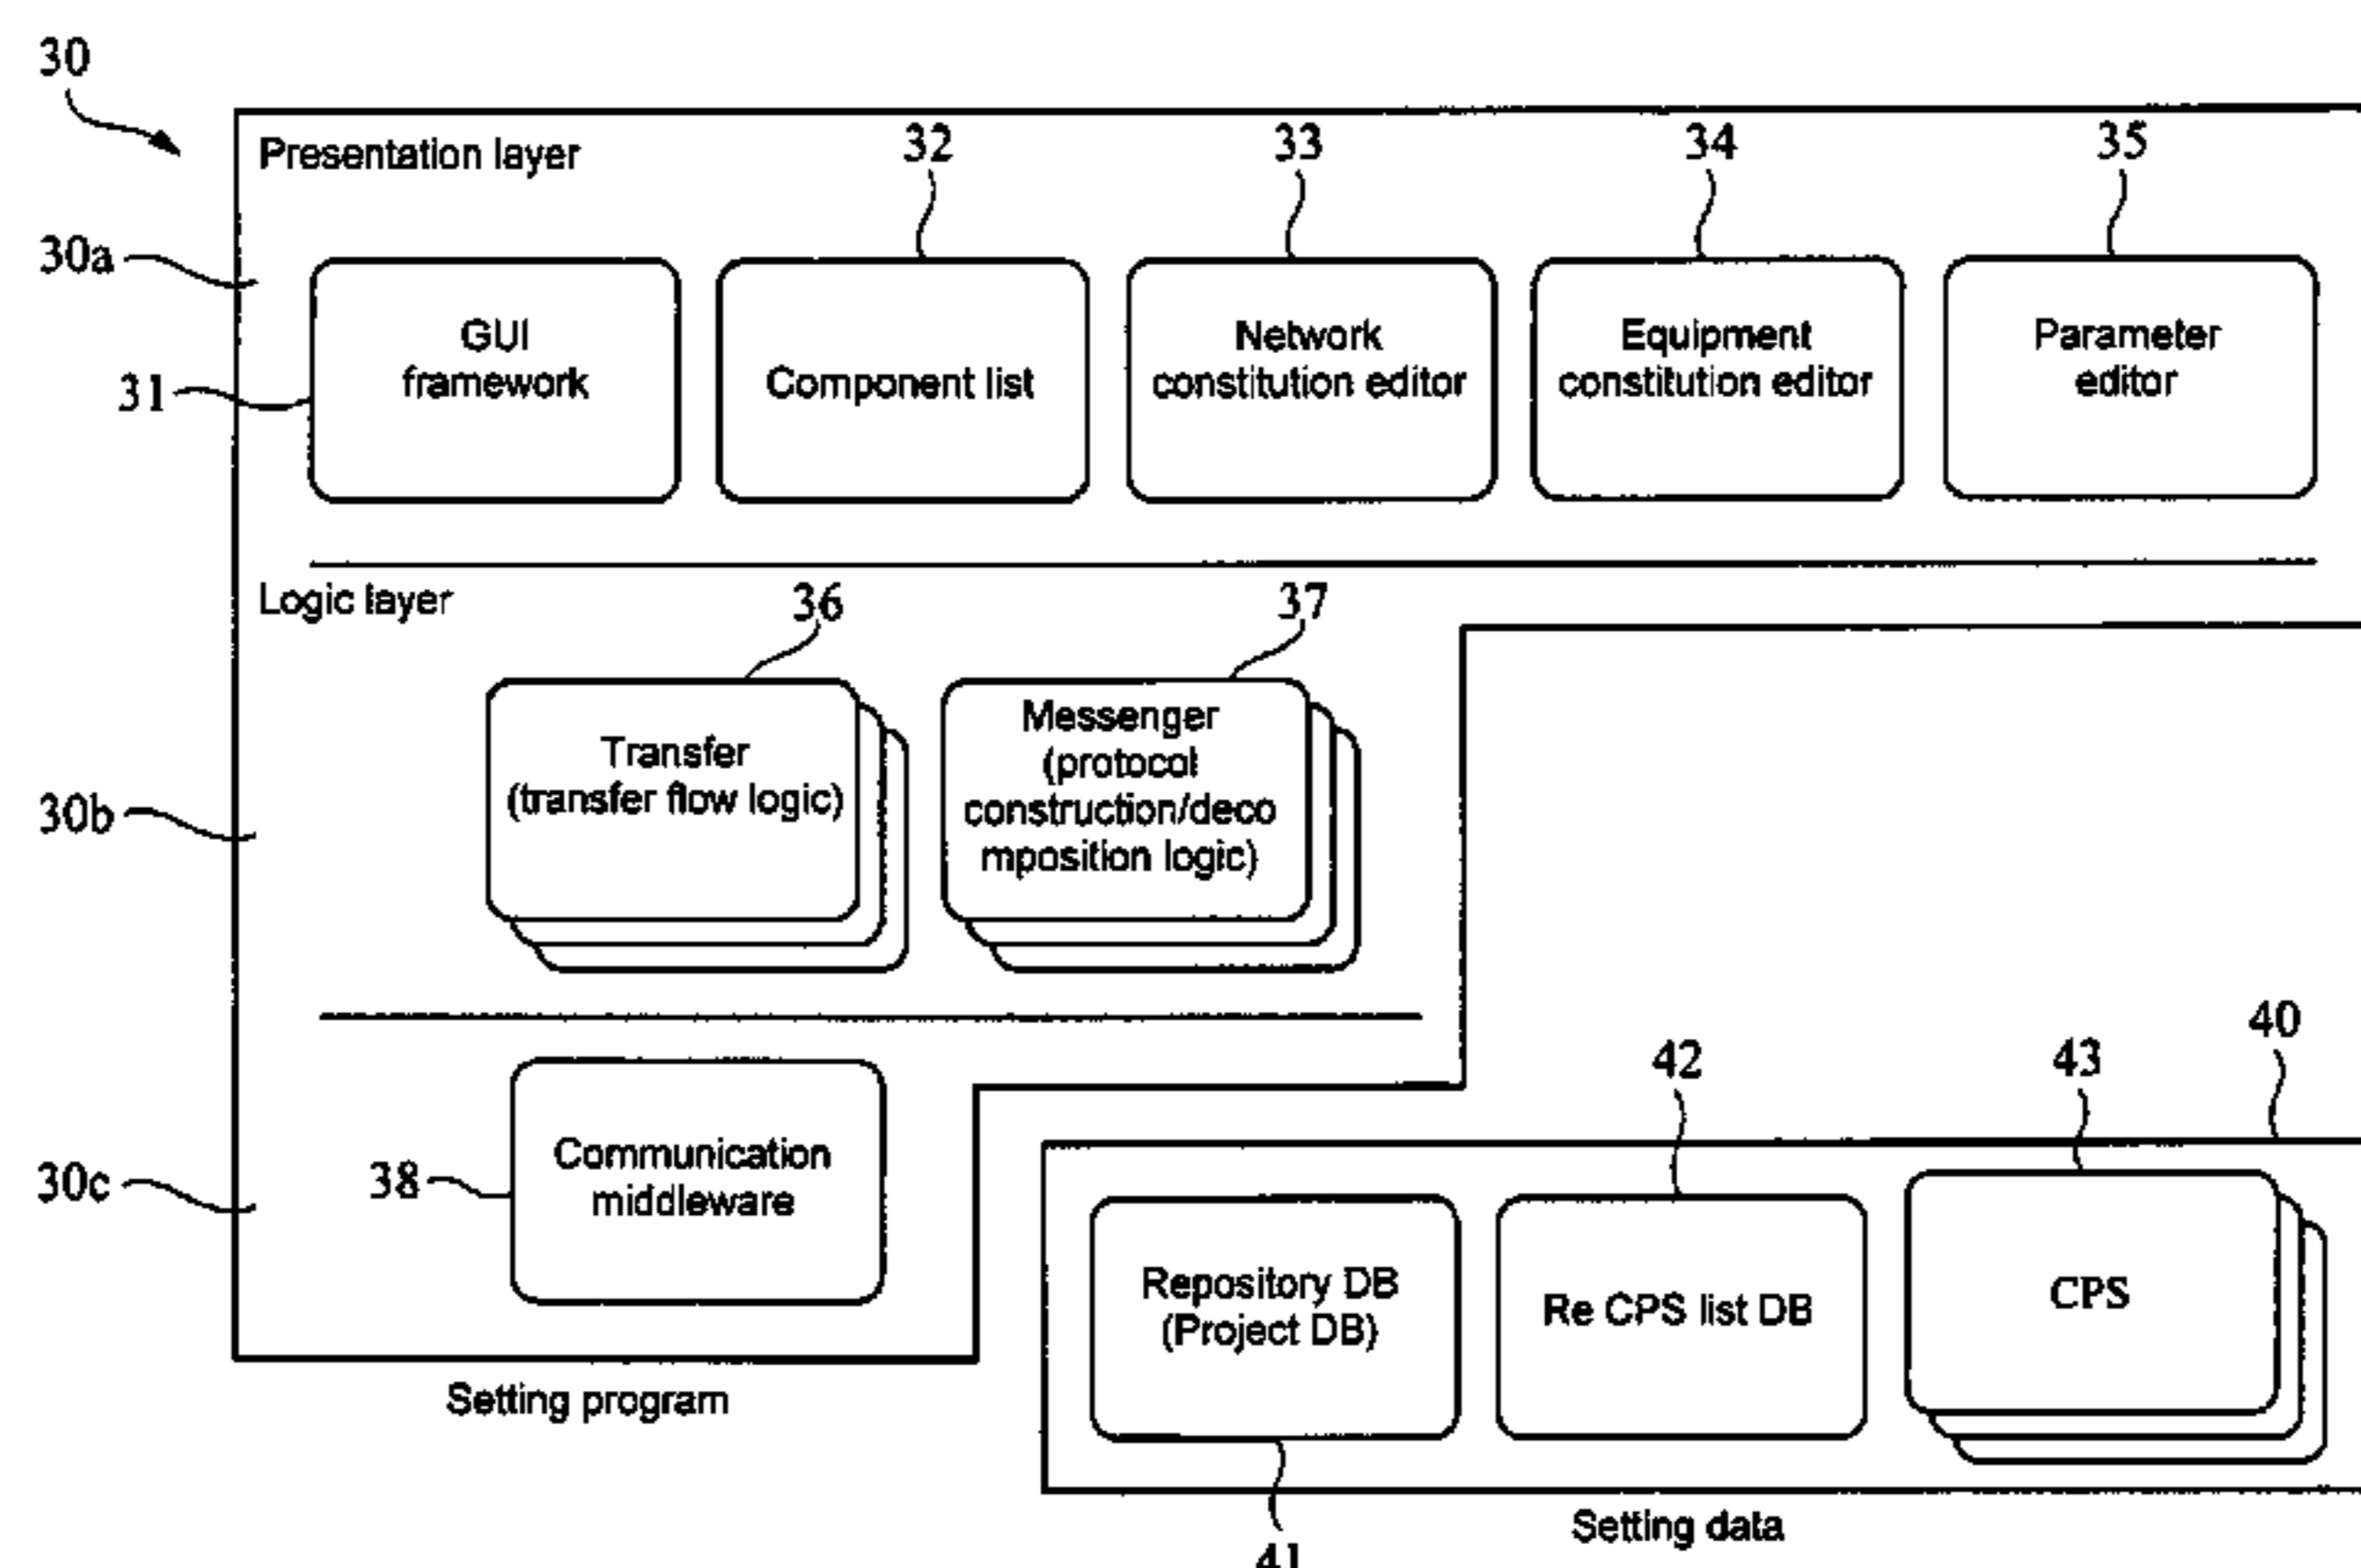 30
Presentation layer
32
33
34
35
30a
GUI
framework
Component list
Network
constitution editor
Equipment
constitution editor
Parameter
editor
31
Logic layer
36
37
Transfer
(transfer flow logic)
Messenger
(protocol
construction/deco
mposition logic)
30b
40
42
43
30c
38
Communication
middleware
Repository DB
(Project DB)
Re CPS list DB
CPS
Setting program
Setting data
41